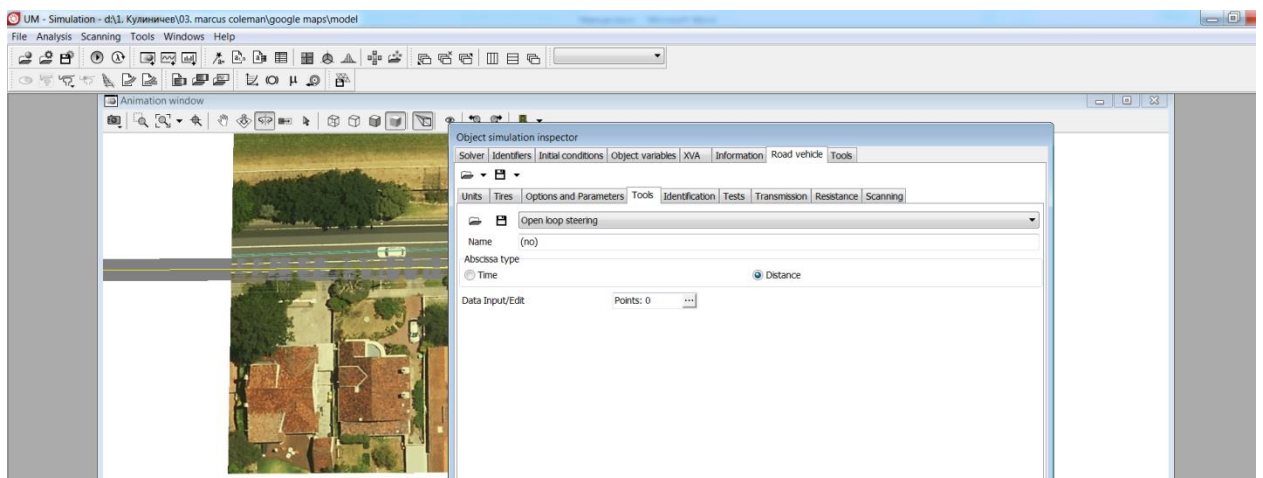 UM - Simulation - d:\1. Кулиничев\03. marcus coleman\google maps\model
File Analysis Scanning Tools Windows Help
Animation window
Object simulation inspector
Solver Identifiers Initial conditions Object variables XVA Information Road vehicle Tools
Units Tires Options and Parameters Tools Identification Tests Transmission Resistance Scanning
Open loop steering
Name (no)
Abscissa type
Time Distance
Data Input/Edit Points: 0 ...